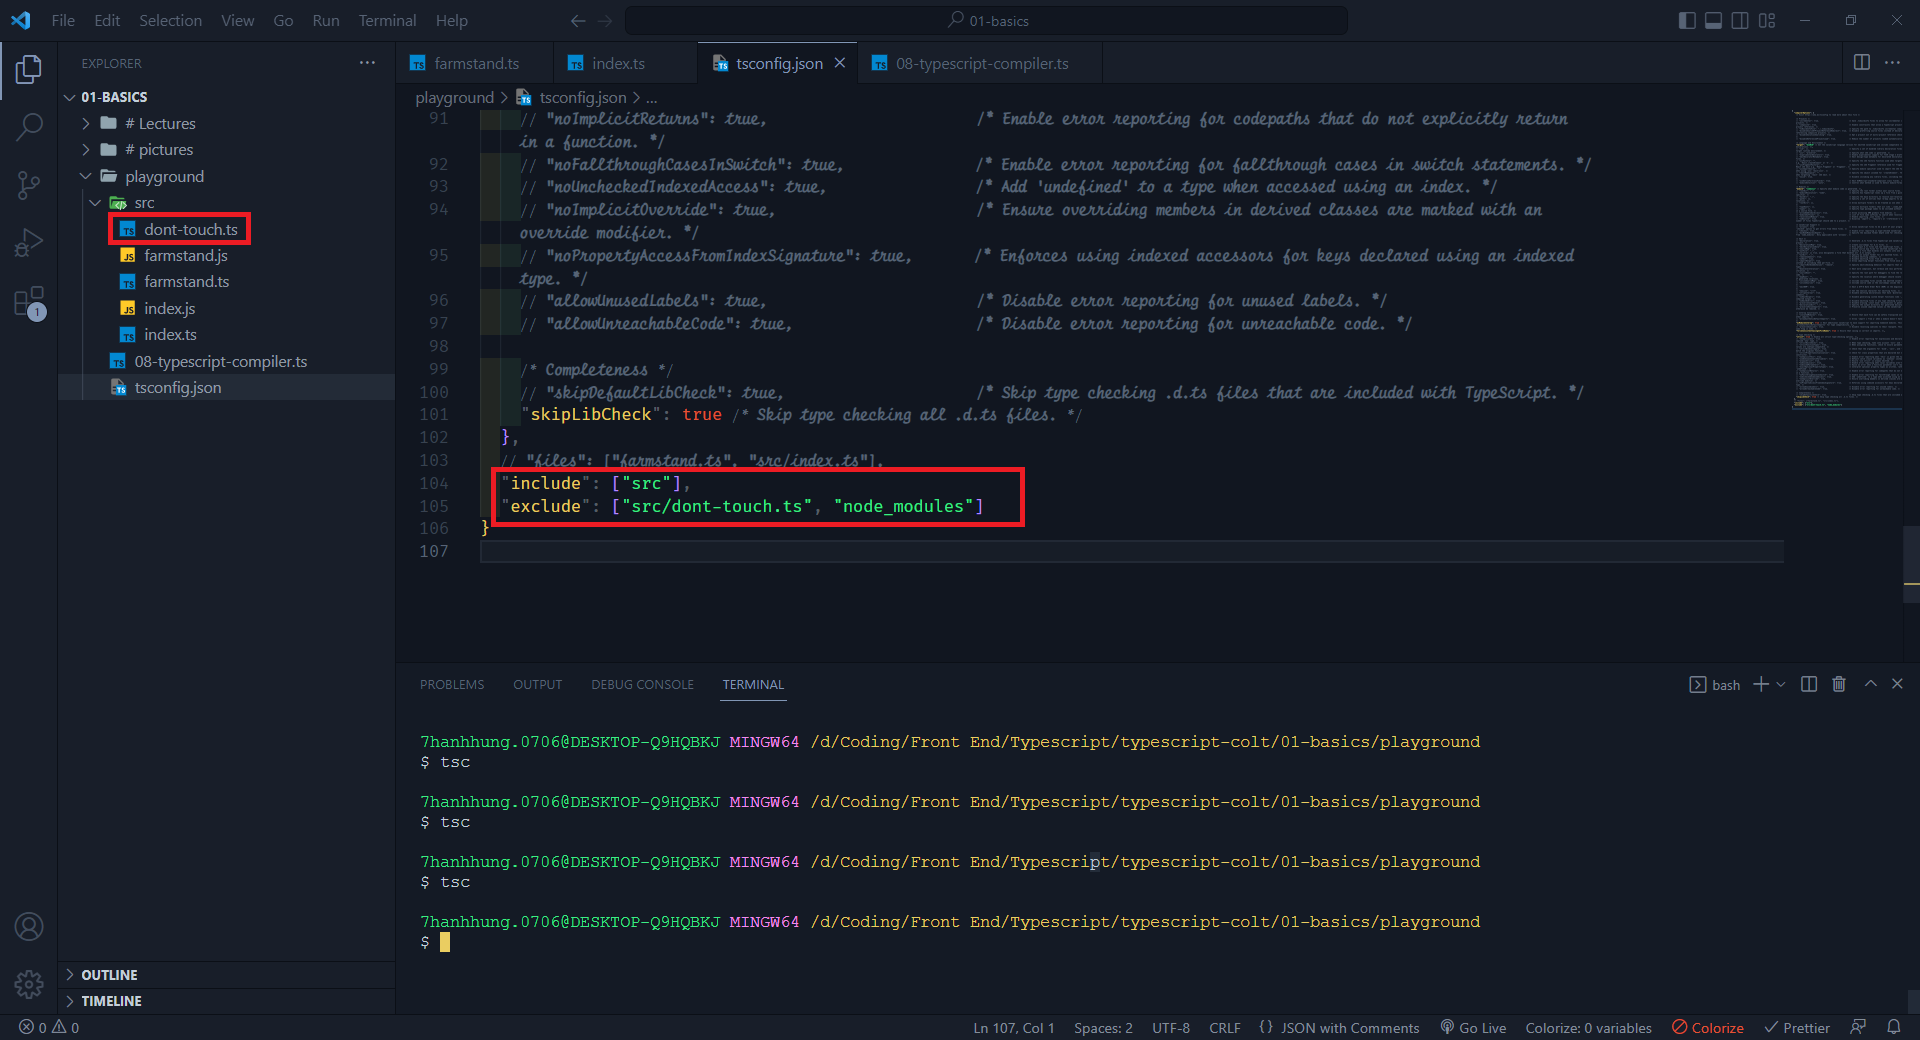 File Edit Selection View Go Run Terminal Help
01-basics
EXPLORER
01-BASICS
# Lectures
# pictures
playground
src
dont-touch.ts
farmstand.js
farmstand.ts
index.js
index.ts
08-typescript-compiler.ts
tsconfig.json
1
OUTLINE
TIMELINE
farmstand.ts
index.ts
tsconfig.json
08-typescript-compiler.ts
playground > tsconfig.json > ...
91 // "noImplicitReturns": true, /* Enable error reporting for codepaths that do not explicitly return
in a function. */
92 // "noFallthroughCasesInSwitch": true, /* Enable error reporting for fallthrough cases in switch statements. */
93 // "noUncheckedIndexedAccess": true, /* Add 'undefined' to a type when accessed using an index. */
94 // "noImplicitOverride": true, /* Ensure overriding members in derived classes are marked with an
override modifier. */
95 // "noPropertyAccessFromIndexSignature": true, /* Enforces using indexed accessors for keys declared using an indexed
type. */
96 // "allowUnusedLabels": true, /* Disable error reporting for unused labels. */
97 // "allowUnreachableCode": true, /* Disable error reporting for unreachable code. */
98
99 /* Completeness */
100 // "skipDefaultLibCheck": true, /* Skip type checking .d.ts files that are included with TypeScript. */
101 "skipLibCheck": true /* Skip type checking all .d.ts files. */
102 },
103 // "files": ["farmstand.ts", "src/index.ts"],
104 "include": ["src"],
105 "exclude": ["src/dont-touch.ts", "node_modules"]
106 }
107
PROBLEMS OUTPUT DEBUG CONSOLE TERMINAL
bash
7hanhhung.0706@DESKTOP-Q9HQBKJ MINGW64 /d/Coding/Front End/Typescript/typescript-colt/01-basics/playground
$ tsc
7hanhhung.0706@DESKTOP-Q9HQBKJ MINGW64 /d/Coding/Front End/Typescript/typescript-colt/01-basics/playground
$ tsc
7hanhhung.0706@DESKTOP-Q9HQBKJ MINGW64 /d/Coding/Front End/Typescript/typescript-colt/01-basics/playground
$ tsc
7hanhhung.0706@DESKTOP-Q9HQBKJ MINGW64 /d/Coding/Front End/Typescript/typescript-colt/01-basics/playground
$
0 0 Ln 107, Col 1 Spaces: 2 UTF-8 CRLF {} JSON with Comments Go Live Colorize: 0 variables Colorize Prettier